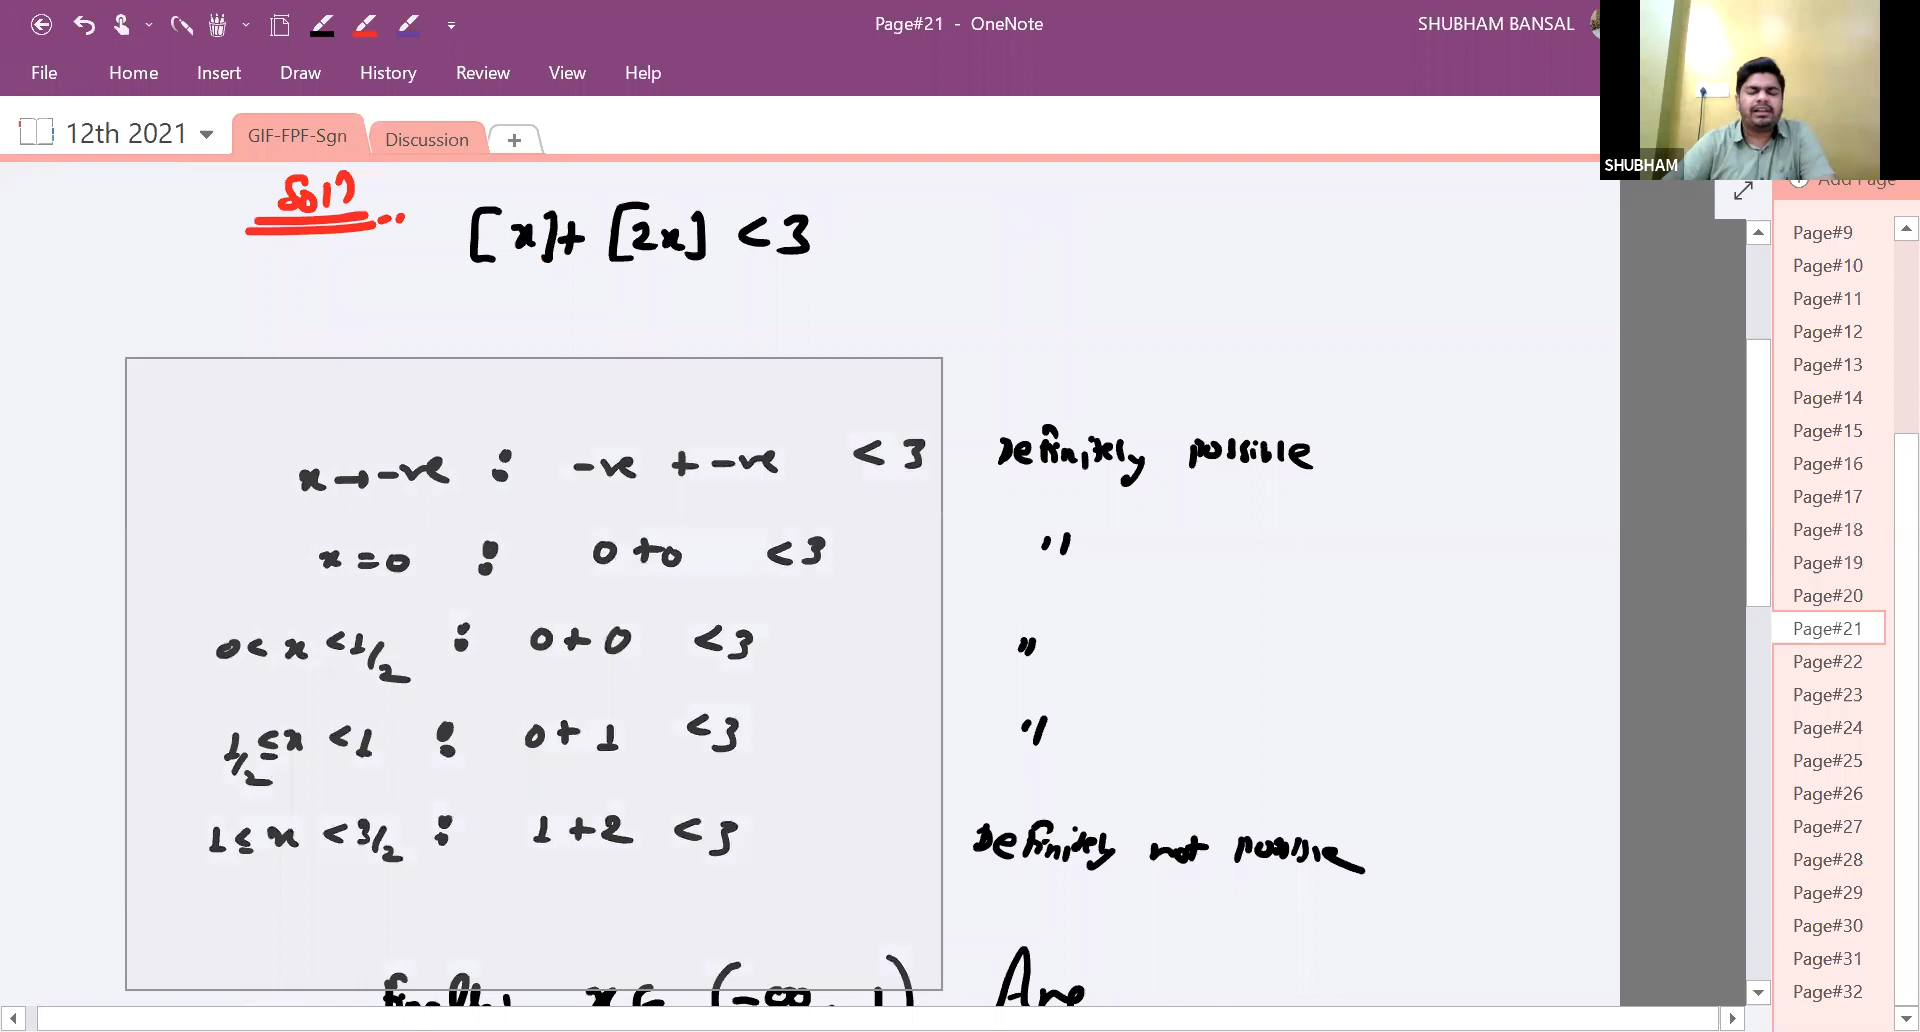 Page#21 - OneNote
SHUBHAM BANSAL
File Home Insert Draw History Review View Help
12th 2021
GIF-FPF-Sgn
Discussion
+
SHUBHAM
Add Page
Page#9
Page#10
Page#11
Page#12
Page#13
Page#14
Page#15
Page#16
Page#17
Page#18
Page#19
Page#20
Page#21
Page#22
Page#23
Page#24
Page#25
Page#26
Page#27
Page#28
Page#29
Page#30
Page#31
Page#32
Sol?
[x]+ [2x] <3
x→-ve : -ve + -ve <3 Definitely possible
x=0 : 0+0 <3 "
0<x<1/2 : 0+0 <3 "
1/2≤x<1 : 0+1 <3 "
1≤x<3/2 : 1+2 <3 Definitely not possible
finally x∈ (-∞, 1) Ans